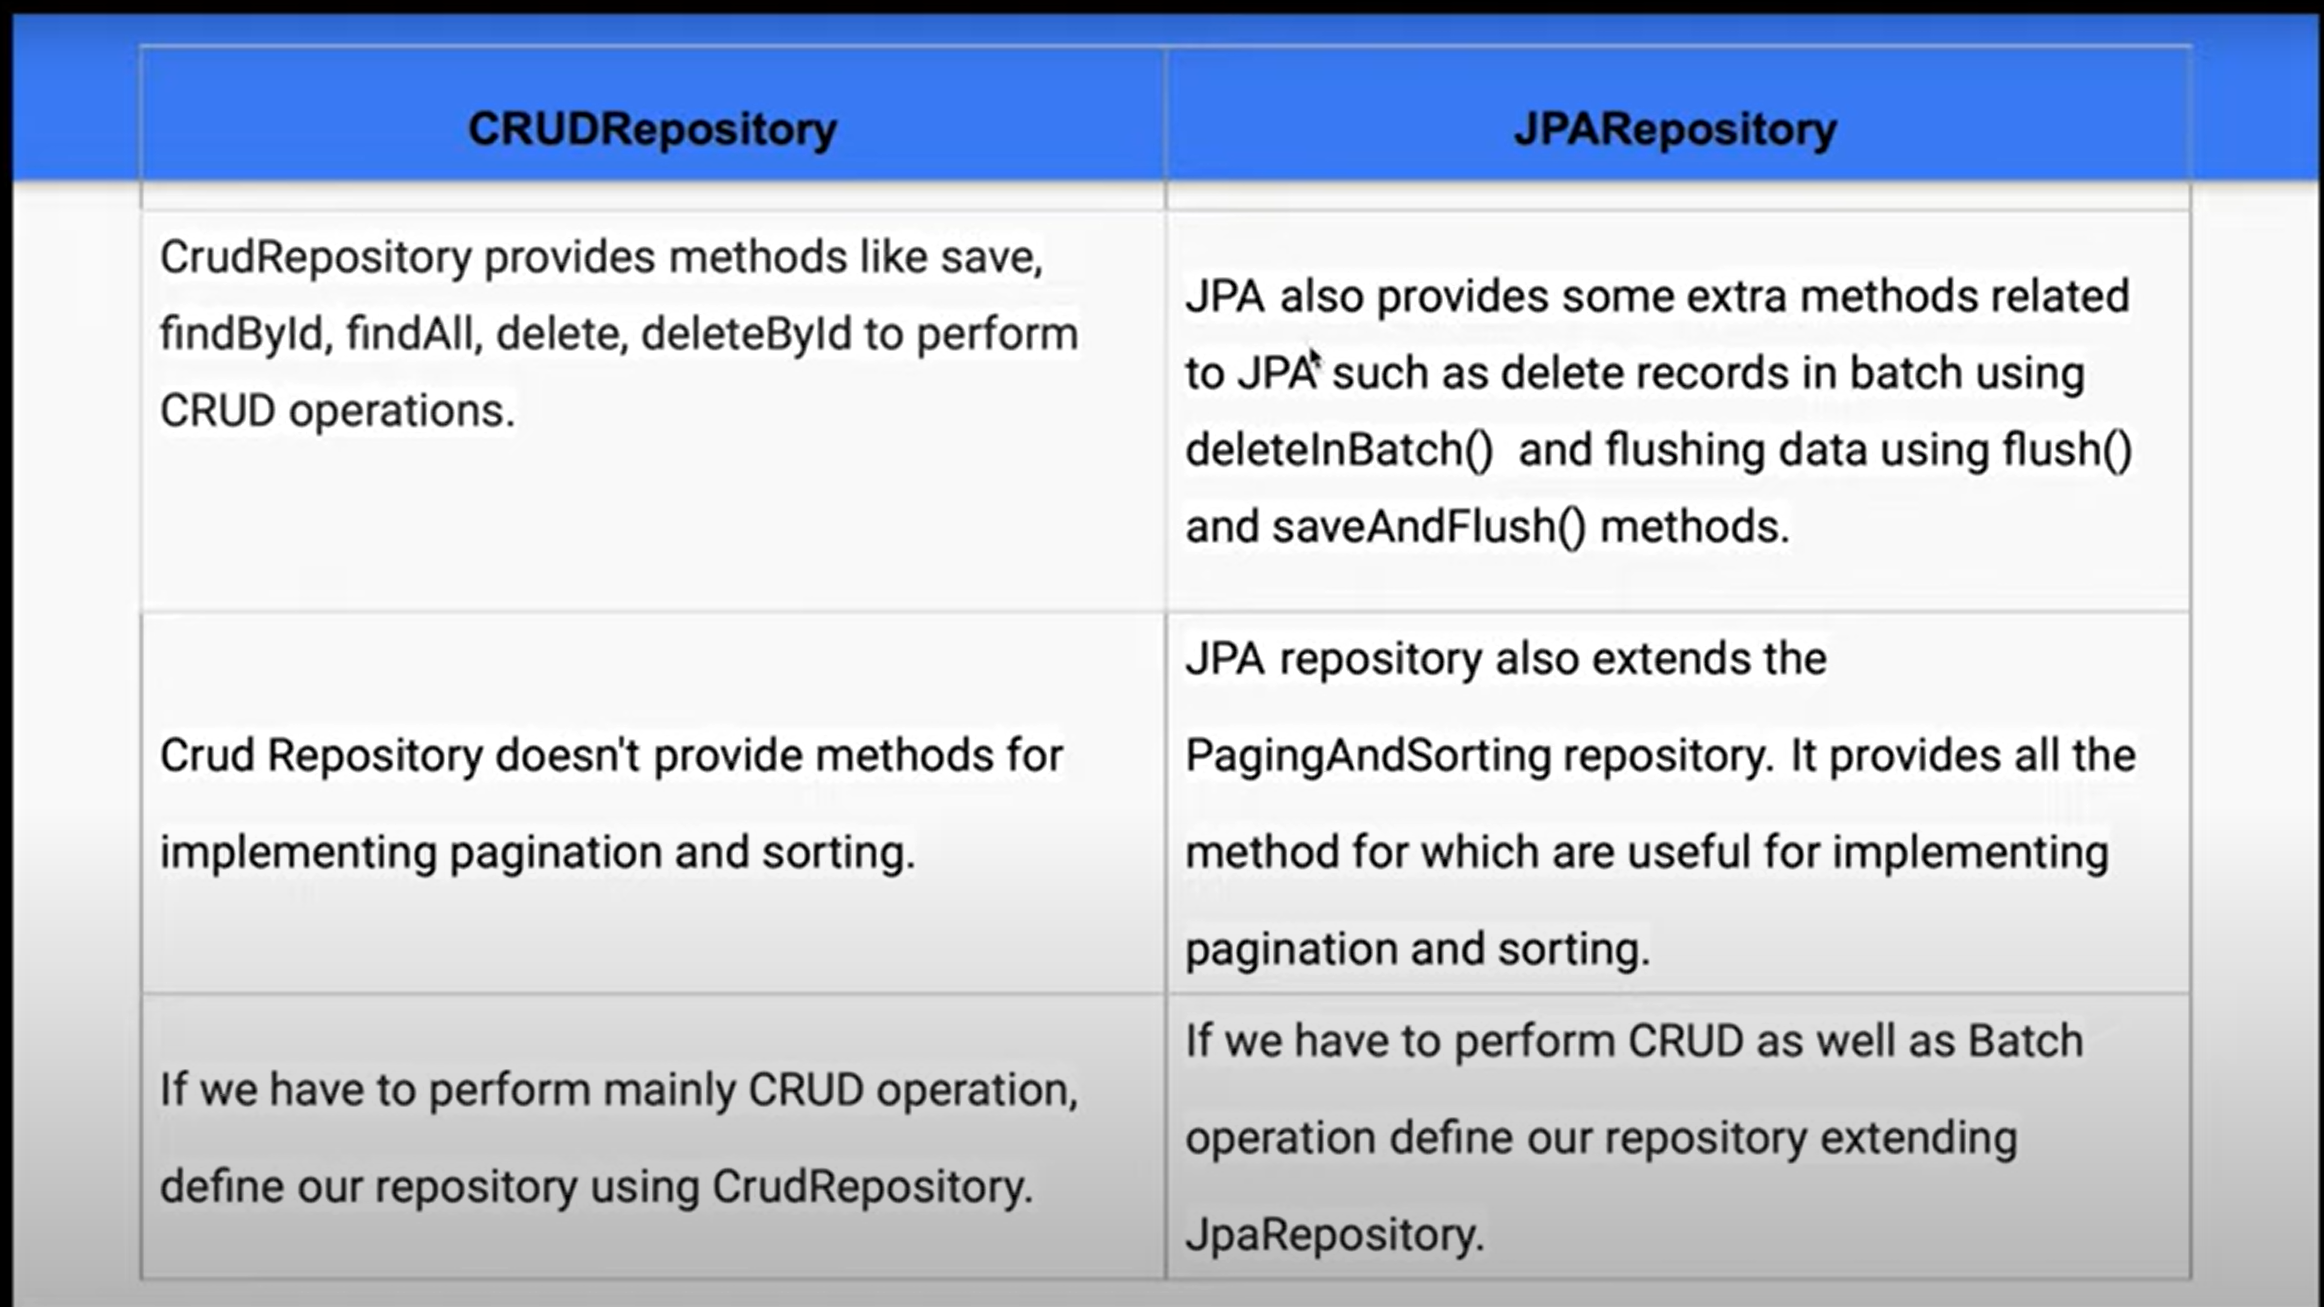 CRUDRepository
JPARepository
CrudRepository provides methods like save,
findById, findAll, delete, deleteById to perform
CRUD operations.
JPA also provides some extra methods related
to JPA such as delete records in batch using
deleteInBatch()  and flushing data using flush()
and saveAndFlush() methods.
Crud Repository doesn't provide methods for
implementing pagination and sorting.
JPA repository also extends the
PagingAndSorting repository. It provides all the
method for which are useful for implementing
pagination and sorting.
If we have to perform mainly CRUD operation,
define our repository using CrudRepository.
If we have to perform CRUD as well as Batch
operation define our repository extending
JpaRepository.